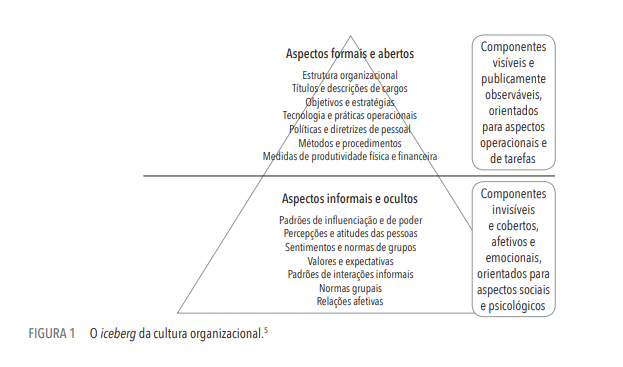 Aspectos formais e abertos
Estrutura organizacional
Títulos e descrições de cargos
Objetivos e estratégias
Tecnologia e práticas operacionais
Políticas e diretrizes de pessoal
Métodos e procedimentos
Medidas de produtividade física e financeira
Componentes
visíveis e
publicamente
observáveis,
orientados
para aspectos
operacionais e
de tarefas
Aspectos informais e ocultos
Padrões de influenciação e de poder
Percepções e atitudes das pessoas
Sentimentos e normas de grupos
Valores e expectativas
Padrões de interações informais
Normas grupais
Relações afetivas
Componentes
invisíveis
e cobertos,
afetivos e
emocionais,
orientados para
aspectos sociais
e psicológicos
FIGURA 1 O iceberg da cultura organizacional.5